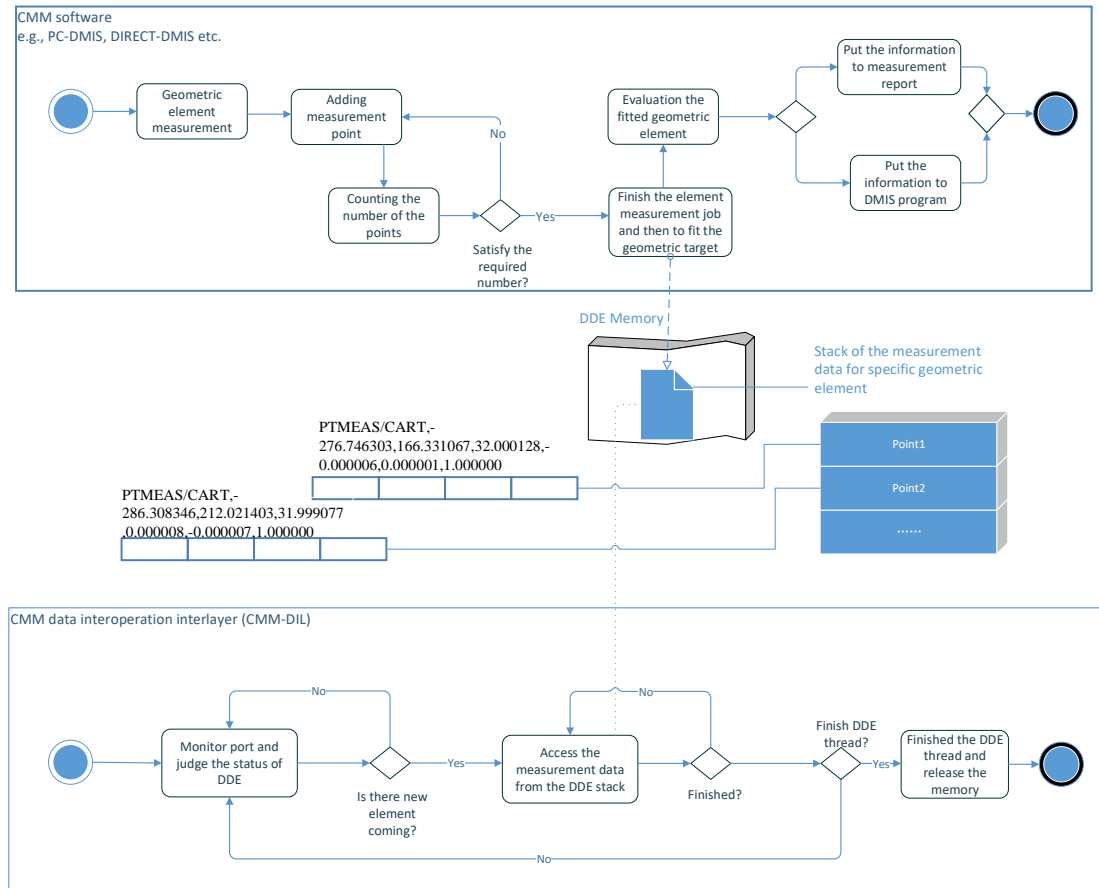 CMM software
e.g., PC-DMIS, DIRECT-DMIS etc.
Geometric
element
measurement
Adding
measurement
point
No
Counting the
number of the
points
Satisfy the
required
number?
Yes
Evaluation the
fitted geometric
element
Finish the element
measurement job
and then to fit the
geometric target
Put the information
to measurement
report
Put the
information to
DMIS program
DDE Memory
Stack of the measurement
data for specific geometric
element
PTMEAS/CART,-
276.746303,166.331067,32.000128,-
0.000006,0.000001,1.000000
PTMEAS/CART,-
286.308346,212.021403,31.999077
,0.000008,-0.000007,1.000000
Point1
Point2
......
CMM data interoperation interlayer (CMM-DIL)
No
Monitor port and
judge the status of
DDE
Is there new
element
coming?
Yes
No
Access the
measurement data
from the DDE stack
Finished?
Finish DDE
thread?
Yes
Finished the DDE
thread and
release the
memory
No